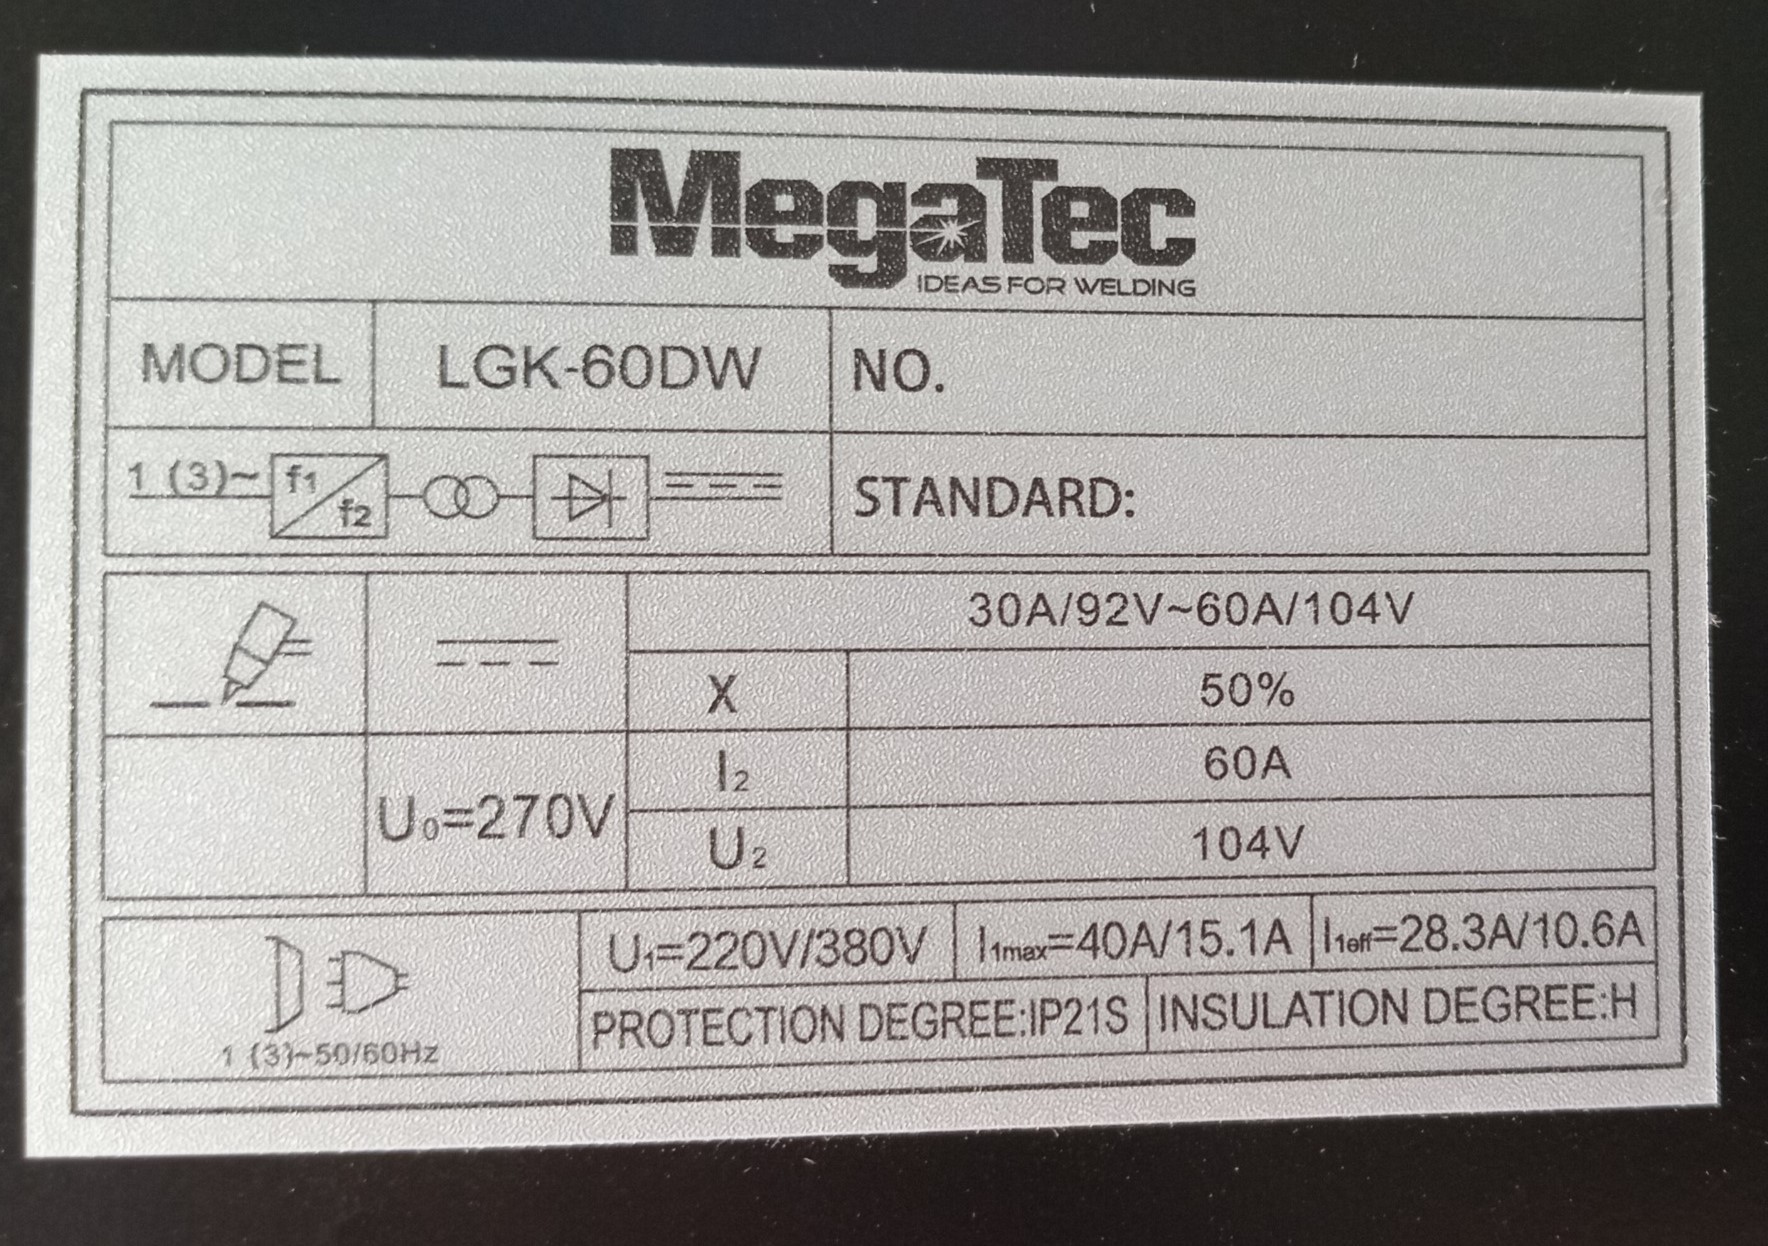 MegaTec
IDEAS FOR WELDING
MODEL LGK-60DW NO.
1 (3)~ f1 f2 STANDARD:
30A/92V~60A/104V
X 50%
I2 60A
U0=270V
U2 104V
U1=220V/380V I1max=40A/15.1A I1eff=28.3A/10.6A
PROTECTION DEGREE:IP21S INSULATION DEGREE:H
1 (3)~50/60Hz